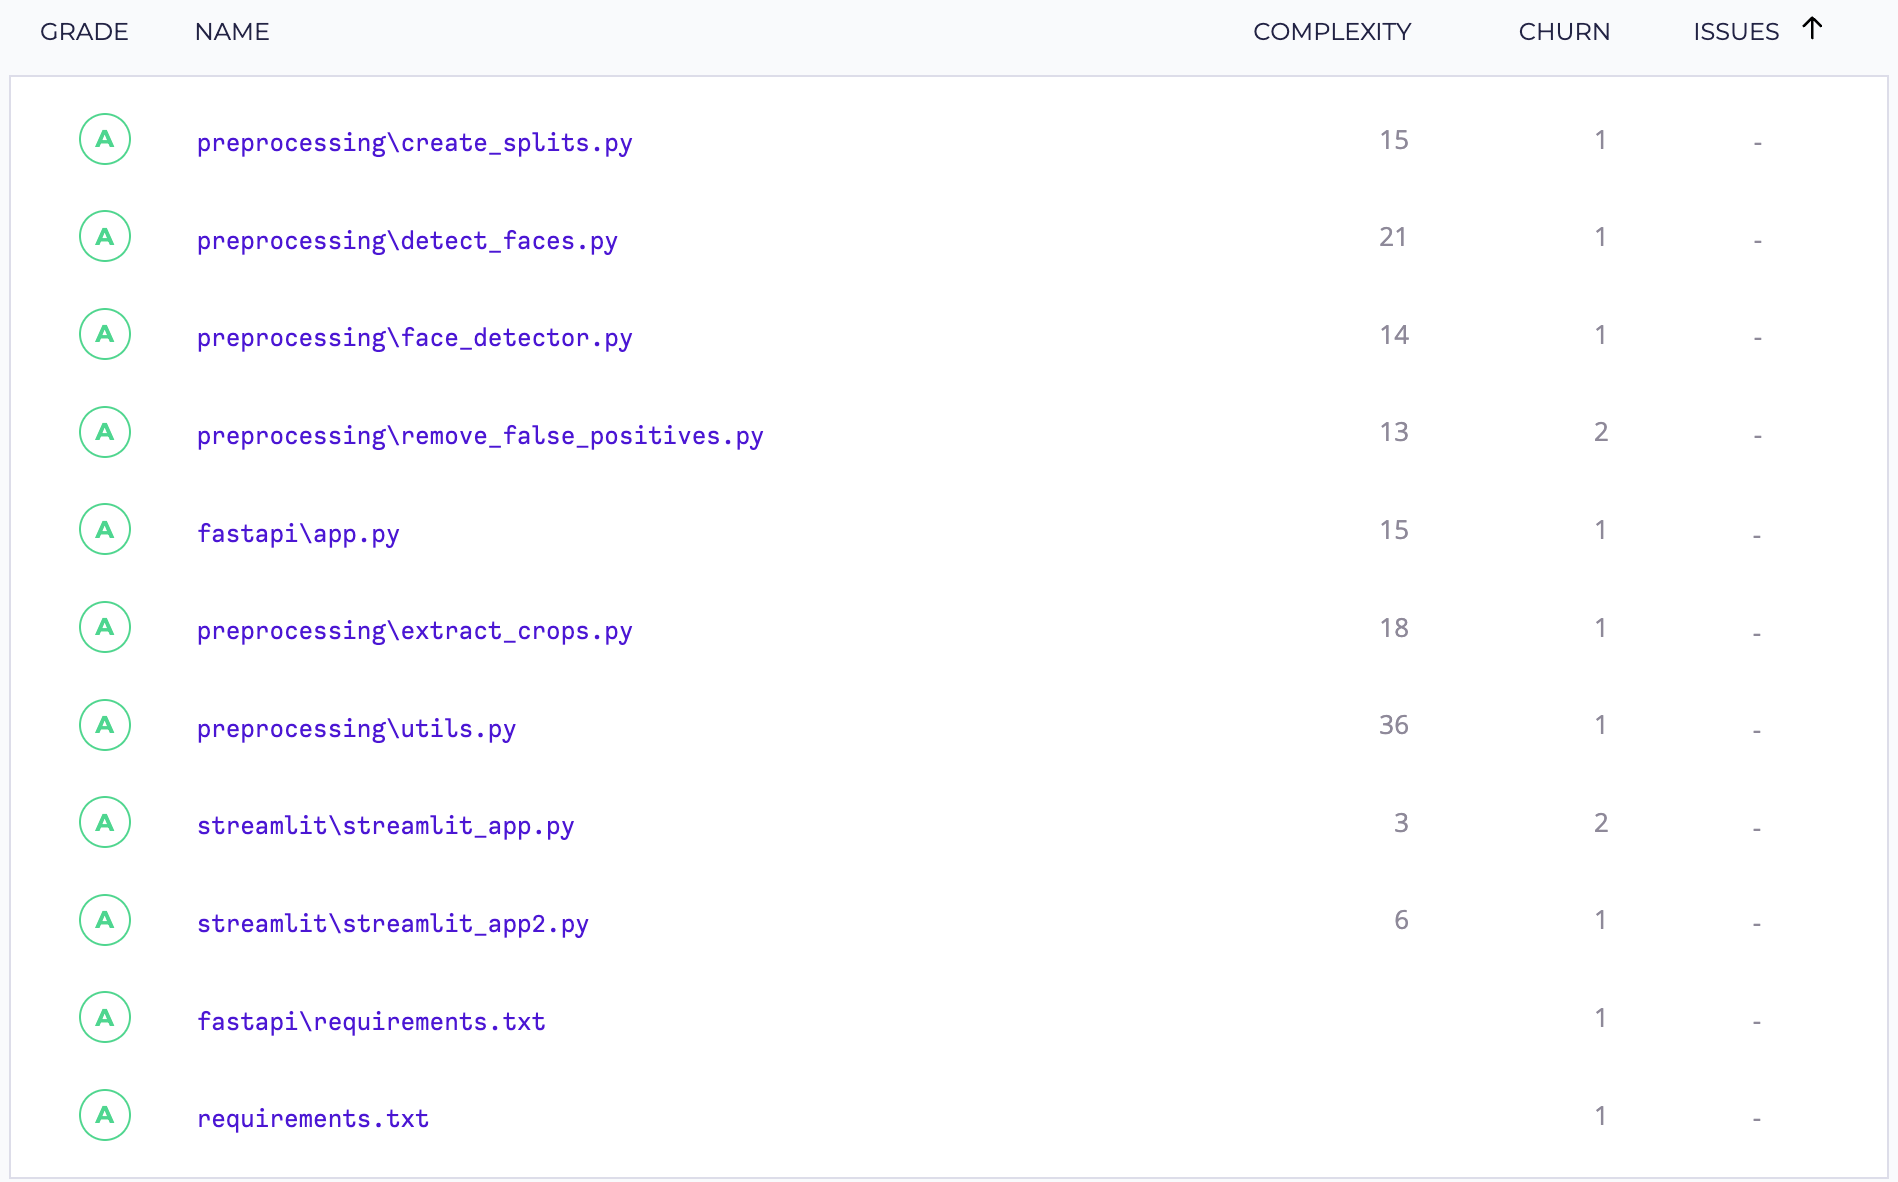 GRADE NAME COMPLEXITY CHURN ISSUES ↑
A preprocessing\create_splits.py 15 1 -
A preprocessing\detect_faces.py 21 1 -
A preprocessing\face_detector.py 14 1 -
A preprocessing\remove_false_positives.py 13 2 -
A fastapi\app.py 15 1 -
A preprocessing\extract_crops.py 18 1 -
A preprocessing\utils.py 36 1 -
A streamlit\streamlit_app.py 3 2 -
A streamlit\streamlit_app2.py 6 1 -
A fastapi\requirements.txt 1 -
A requirements.txt 1 -